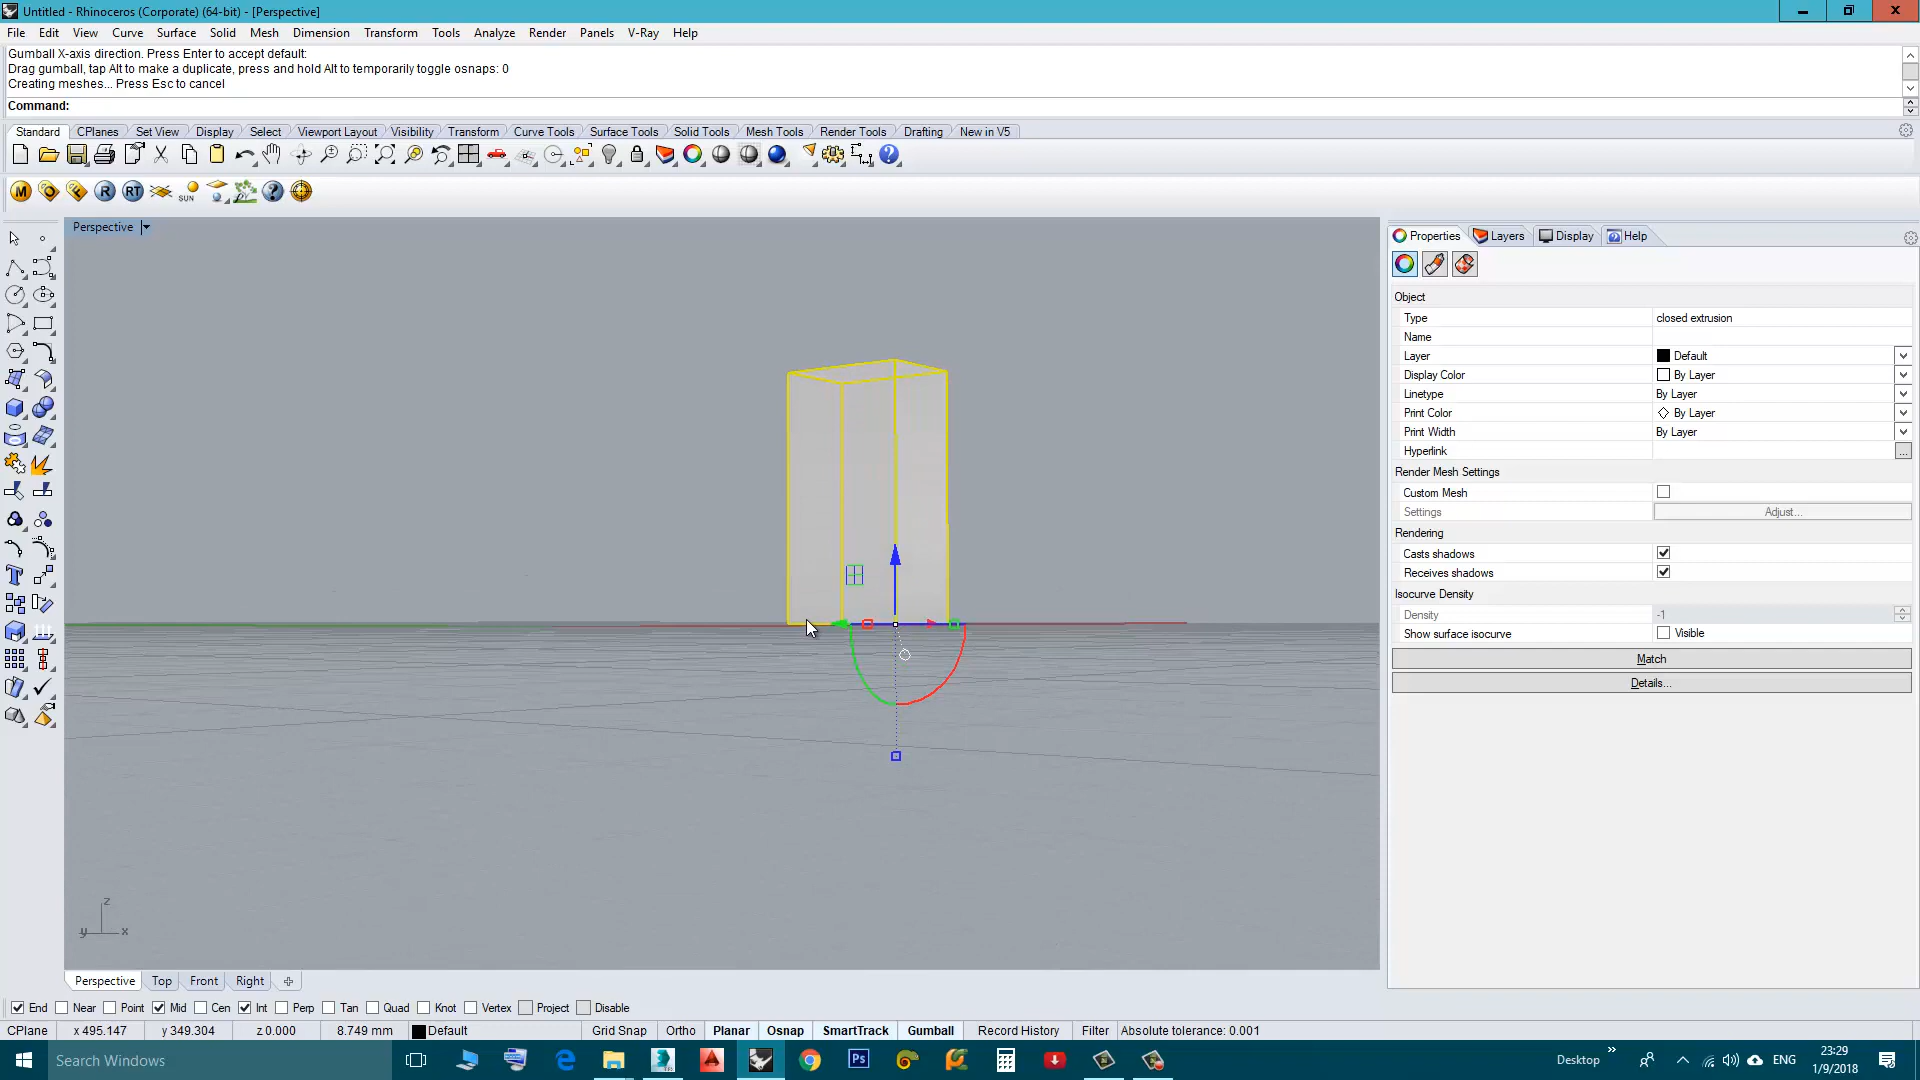 Untitled - Rhinoceros (Corporate) (64-bit) - [Perspective]
File Edit View Curve Surface Solid Mesh Dimension Transform Tools Analyze Render Panels V-Ray Help
Gumball X-axis direction. Press Enter to accept default:
Drag gumball, tap Alt to make a duplicate, press and hold Alt to temporarily toggle osnaps: 0
Creating meshes... Press Esc to cancel
Command:
Standard CPlanes Set View Display Select Viewport Layout Visibility Transform Curve Tools Surface Tools Solid Tools Mesh Tools Render Tools Drafting New in V5
M O F R RT SUN
Perspective
Properties Layers Display Help
Object
Type closed extrusion
Name
Layer Default
Display Color By Layer
Linetype By Layer
Print Color By Layer
Print Width By Layer
Hyperlink ...
Render Mesh Settings
Custom Mesh
Settings Adjust...
Rendering
Casts shadows
Receives shadows
Isocurve Density
Density -1
Show surface isocurve Visible
Match
Details...
z
y x
Perspective Top Front Right
End Near Point Mid Cen Int Perp Tan Quad Knot Vertex Project Disable
CPlane x 495.147 y 349.304 z 0.000 8.749 mm Default Grid Snap Ortho Planar Osnap SmartTrack Gumball Record History Filter Absolute tolerance: 0.001
Search Windows Ps Desktop ENG 23:29
1/9/2018